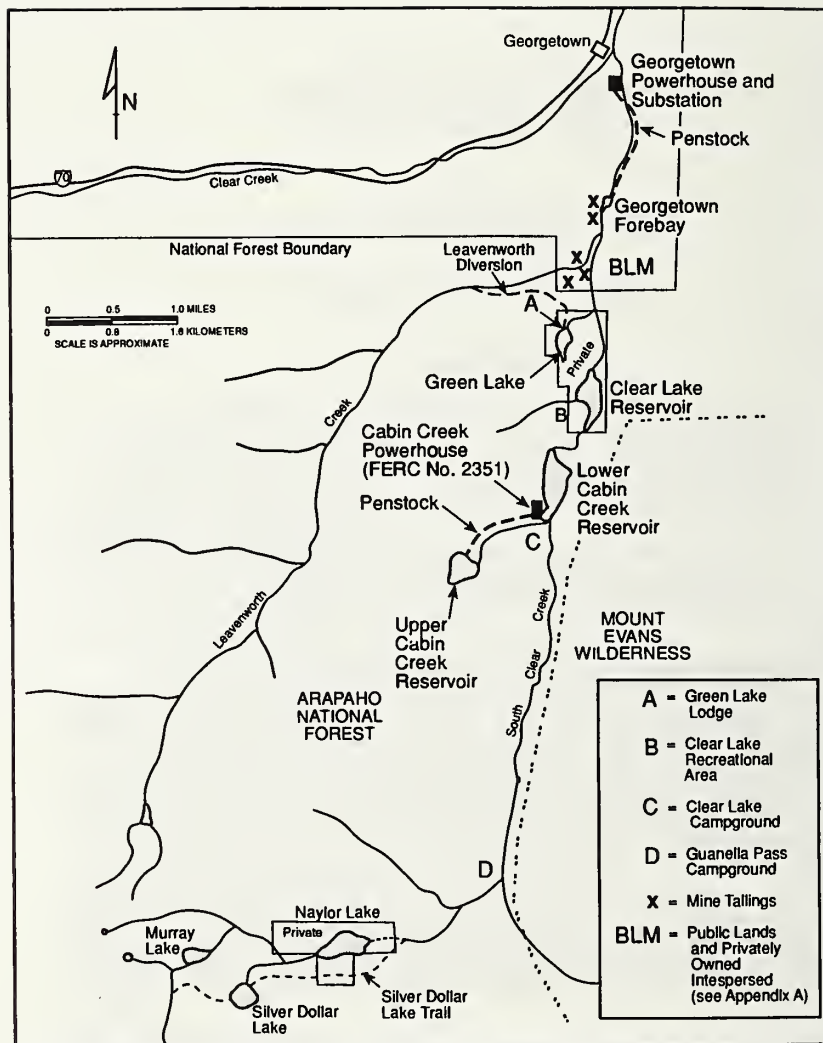 Georgetown
Georgetown
Powerhouse and
Substation
N
Penstock
70
Clear Creek
Georgetown
Forebay
National Forest Boundary
Leavenworth
Diversion
BLM
0 0.5 1.0 MILES
0 0.8 1.6 KILOMETERS
SCALE IS APPROXIMATE
A
Private
Green Lake
Clear Lake
Reservoir
B
Creek
Cabin Creek
Powerhouse
(FERC No. 2351)
Lower
Cabin
Creek
Reservoir
Penstock
C
Leavenworth
Upper
Cabin
Creek
Reservoir
Creek
Clear
South
MOUNT
EVANS
WILDERNESS
ARAPAHO
NATIONAL
FOREST
D
Naylor Lake
Private
Murray
Lake
Silver Dollar
Lake
Silver Dollar
Lake Trail
A = Green Lake
Lodge
B = Clear Lake
Recreational
Area
C = Clear Lake
Campground
D = Guanella Pass
Campground
x = Mine Tallings
BLM = Public Lands
and Privately
Owned
Intespersed
(see Appendix A)